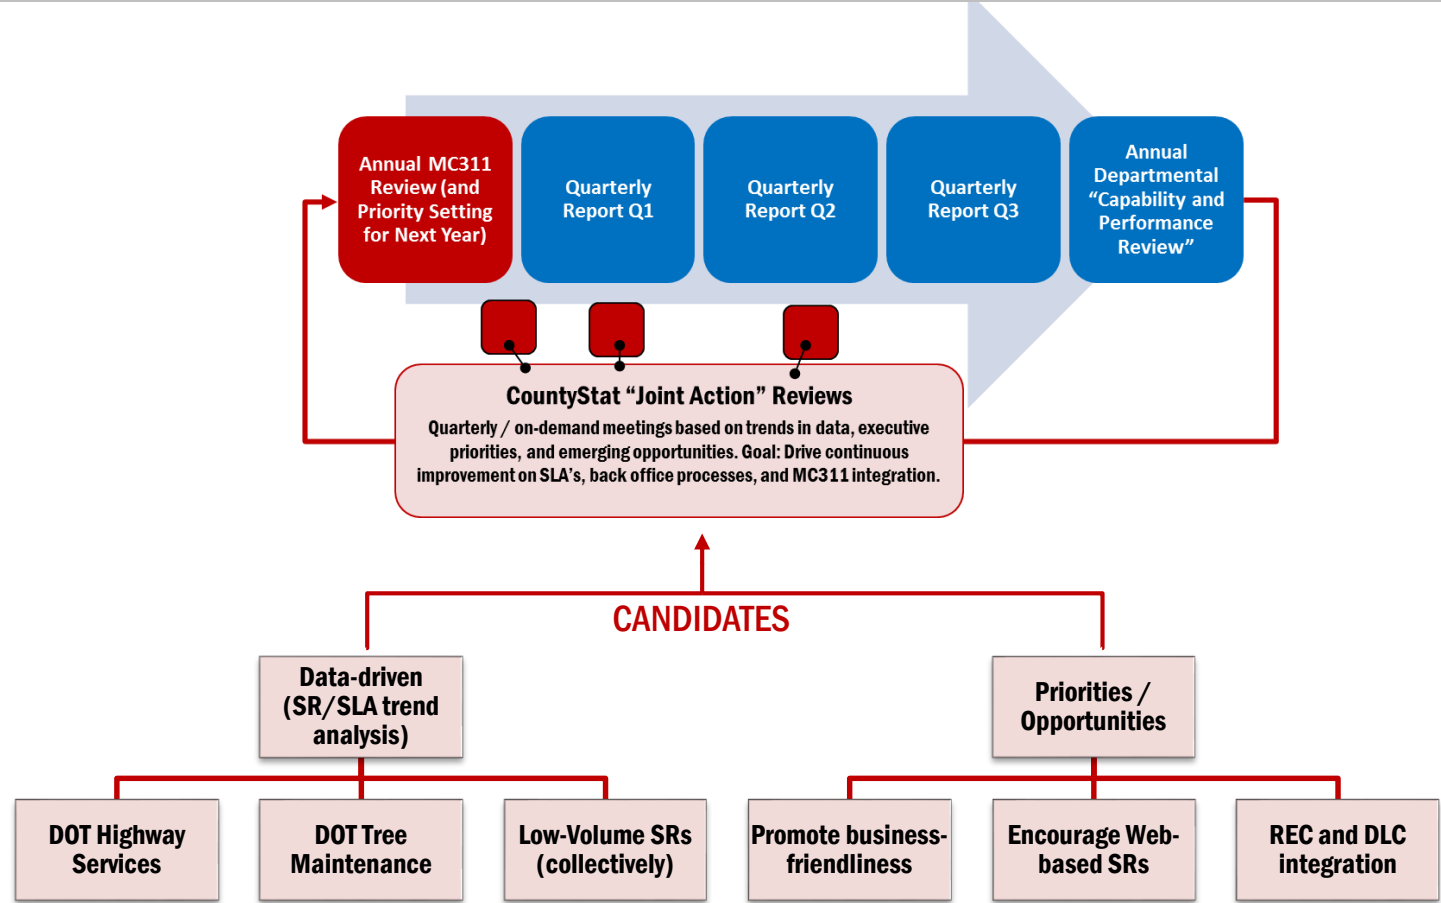 Annual MC311
Review (and
Priority Setting
for Next Year)
Quarterly
Report Q1
Quarterly
Report Q2
Quarterly
Report Q3
Annual
Departmental
“Capability and
Performance
Review”
CountyStat “Joint Action” Reviews
Quarterly / on-demand meetings based on trends in data, executive
priorities, and emerging opportunities. Goal: Drive continuous
improvement on SLA’s, back office processes, and MC311 integration.
CANDIDATES
Data-driven
(SR/SLA trend
analysis)
Priorities /
Opportunities
DOT Highway
Services
DOT Tree
Maintenance
Low-Volume SRs
(collectively)
Promote business-
friendliness
Encourage Web-
based SRs
REC and DLC
integration